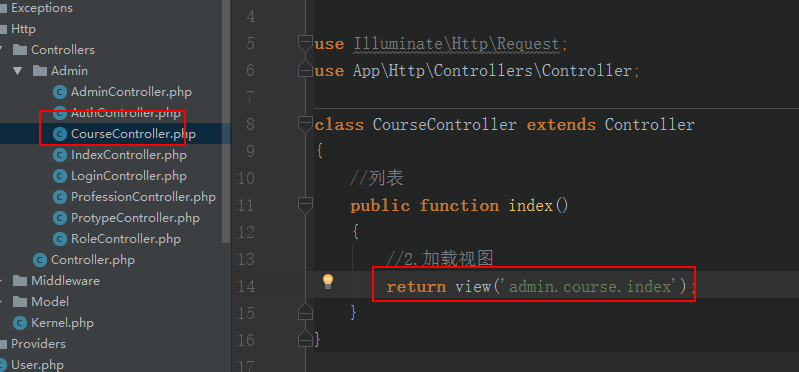 Exceptions
Http
Controllers
Admin
AdminController.php
AuthController.php
CourseController.php
IndexController.php
LoginController.php
ProfessionController.php
ProtypeController.php
RoleController.php
Controller.php
Middleware
Model
Kernel.php
Providers
User.php
4
5 use Illuminate\Http\Request;
6 use App\Http\Controllers\Controller;
7
8 class CourseController extends Controller
9 {
10 //列表
11 public function index()
12 {
13 //2.加载视图
14 return view('admin.course.index');
15 }
16 }
17